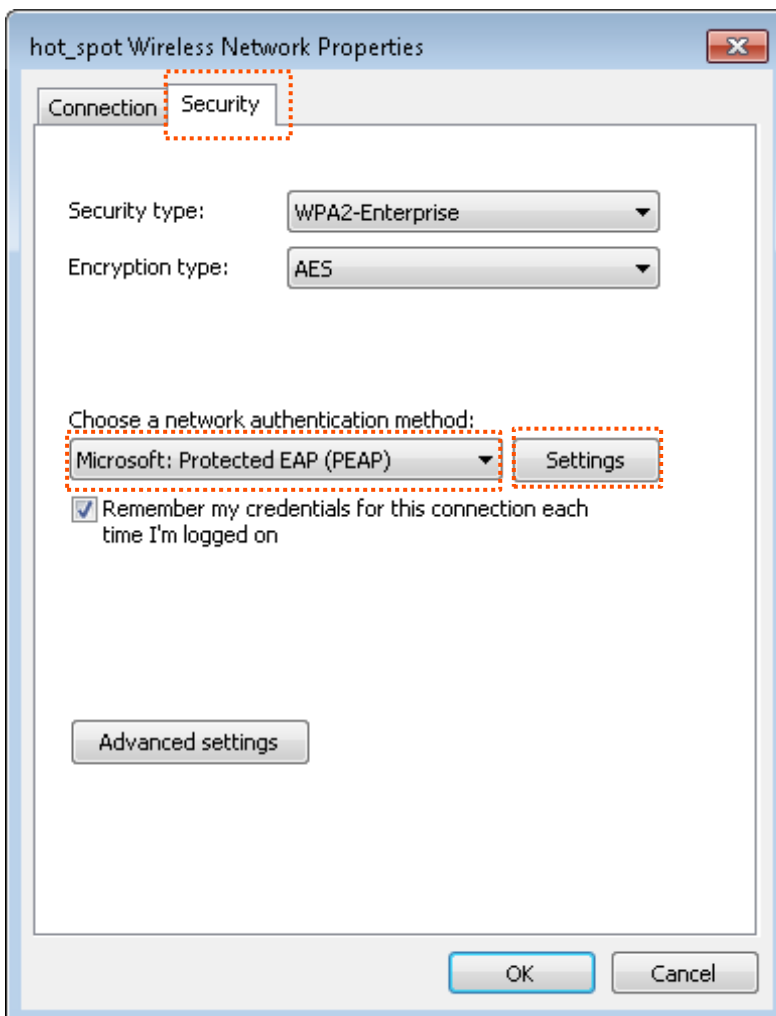 hot_spot Wireless Network Properties
Connection
Security
Security type:
WPA2-Enterprise
Encryption type:
AES
Choose a network authentication method:
Microsoft: Protected EAP (PEAP)
Settings
Remember my credentials for this connection each
time I'm logged on
Advanced settings
OK
Cancel